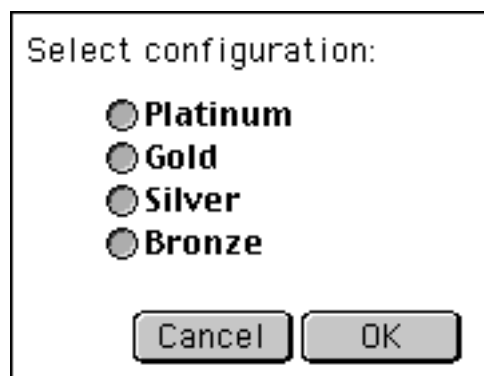 Select configuration:
Platinum
Gold
Silver
Bronze
Cancel OK